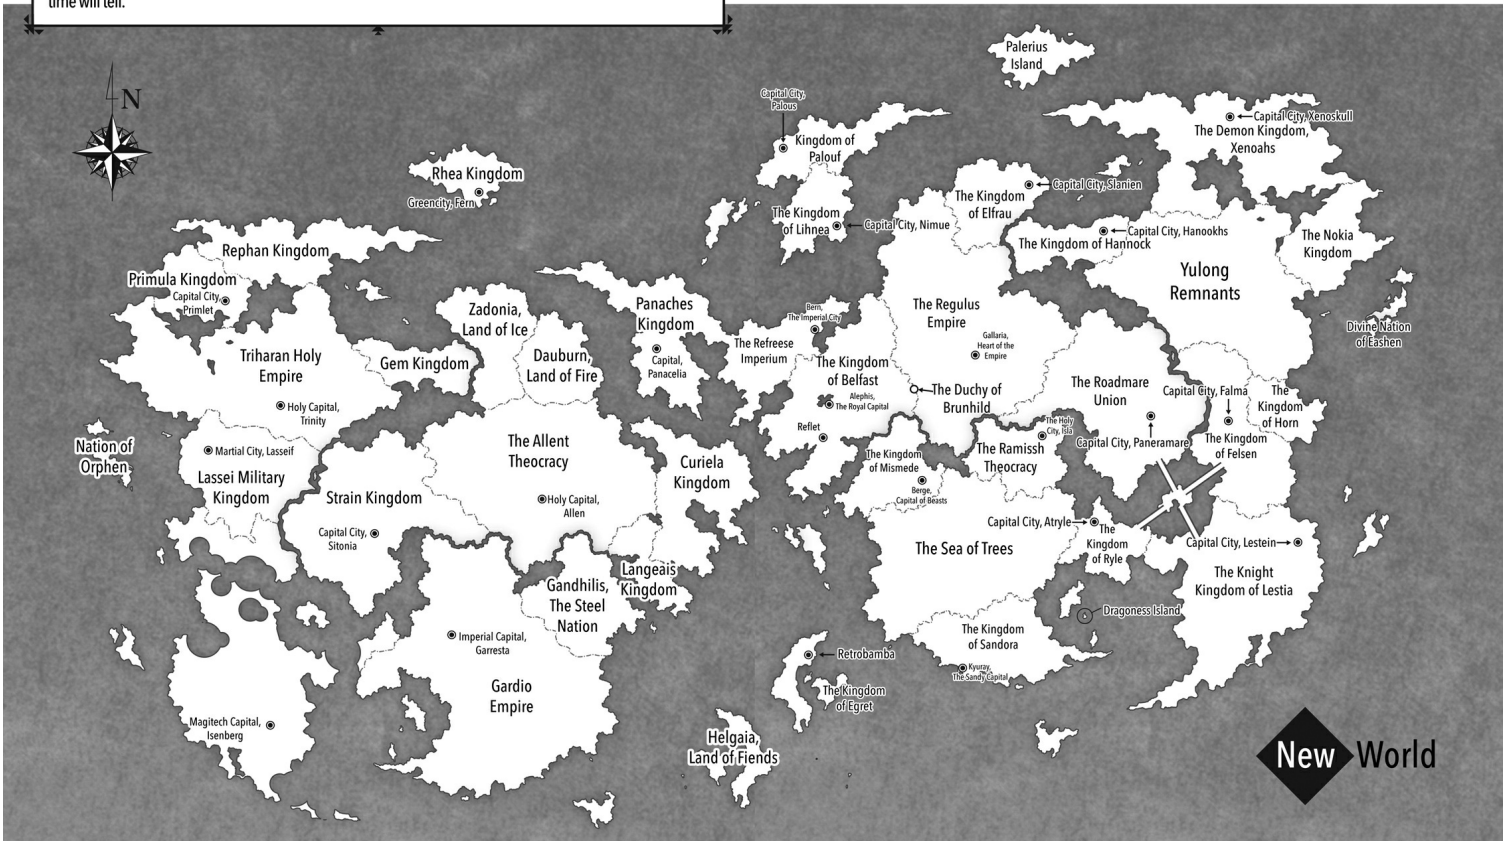 time will tell.
N
Palerius
Island
Capital City,
Palous
Kingdom of
Palouf
Capital City, Xenoskull
The Demon Kingdom,
Xenoahs
Rhea Kingdom
Greencity, Fern
The Kingdom
of Lihnea
Capital City, Nimue
The Kingdom
of Elfrau
Capital City, Slanien
Capital City, Hanookhs
The Kingdom of Hannock
The Nokia
Kingdom
Rephan Kingdom
Primula Kingdom
Capital City,
Primlet
Yulong
Remnants
Zadonia,
Land of Ice
Panaches
Kingdom
Capital,
Panacelia
Bern,
The Imperial City
The Refreese
Imperium
The Regulus
Empire
Gallaria,
Heart of the
Empire
Divine Nation
of Eashen
Triharan Holy
Empire
Holy Capital,
Trinity
Gem Kingdom
Dauburn,
Land of Fire
The Kingdom
of Belfast
Alephis,
The Royal Capital
Reflet
The Duchy of
Brunhild
The Roadmare
Union
Capital City, Paneramare
Capital City, Falma
The Kingdom
of Felsen
The
Kingdom
of Horn
Nation of
Orphen
Martial City, Lasseif
Lassei Military
Kingdom
The Allent
Theocracy
Holy Capital,
Allen
Curiela
Kingdom
The Kingdom
of Mismede
Berge,
Capital of Beasts
The Holy
City, Isla
The Ramissh
Theocracy
Strain Kingdom
Capital City,
Sitonia
Capital City, Atryle
The
Kingdom
of Ryle
Capital City, Lestein
The Knight
Kingdom of Lestia
The Sea of Trees
Langeais
Kingdom
Gandhilis,
The Steel
Nation
Dragoness Island
The Kingdom
of Sandora
Kyuray,
The Sandy Capital
Imperial Capital,
Garresta
Gardio
Empire
Retrobamba
The Kingdom
of Egret
Magitech Capital,
Isenberg
Helgaia,
Land of Fiends
New World